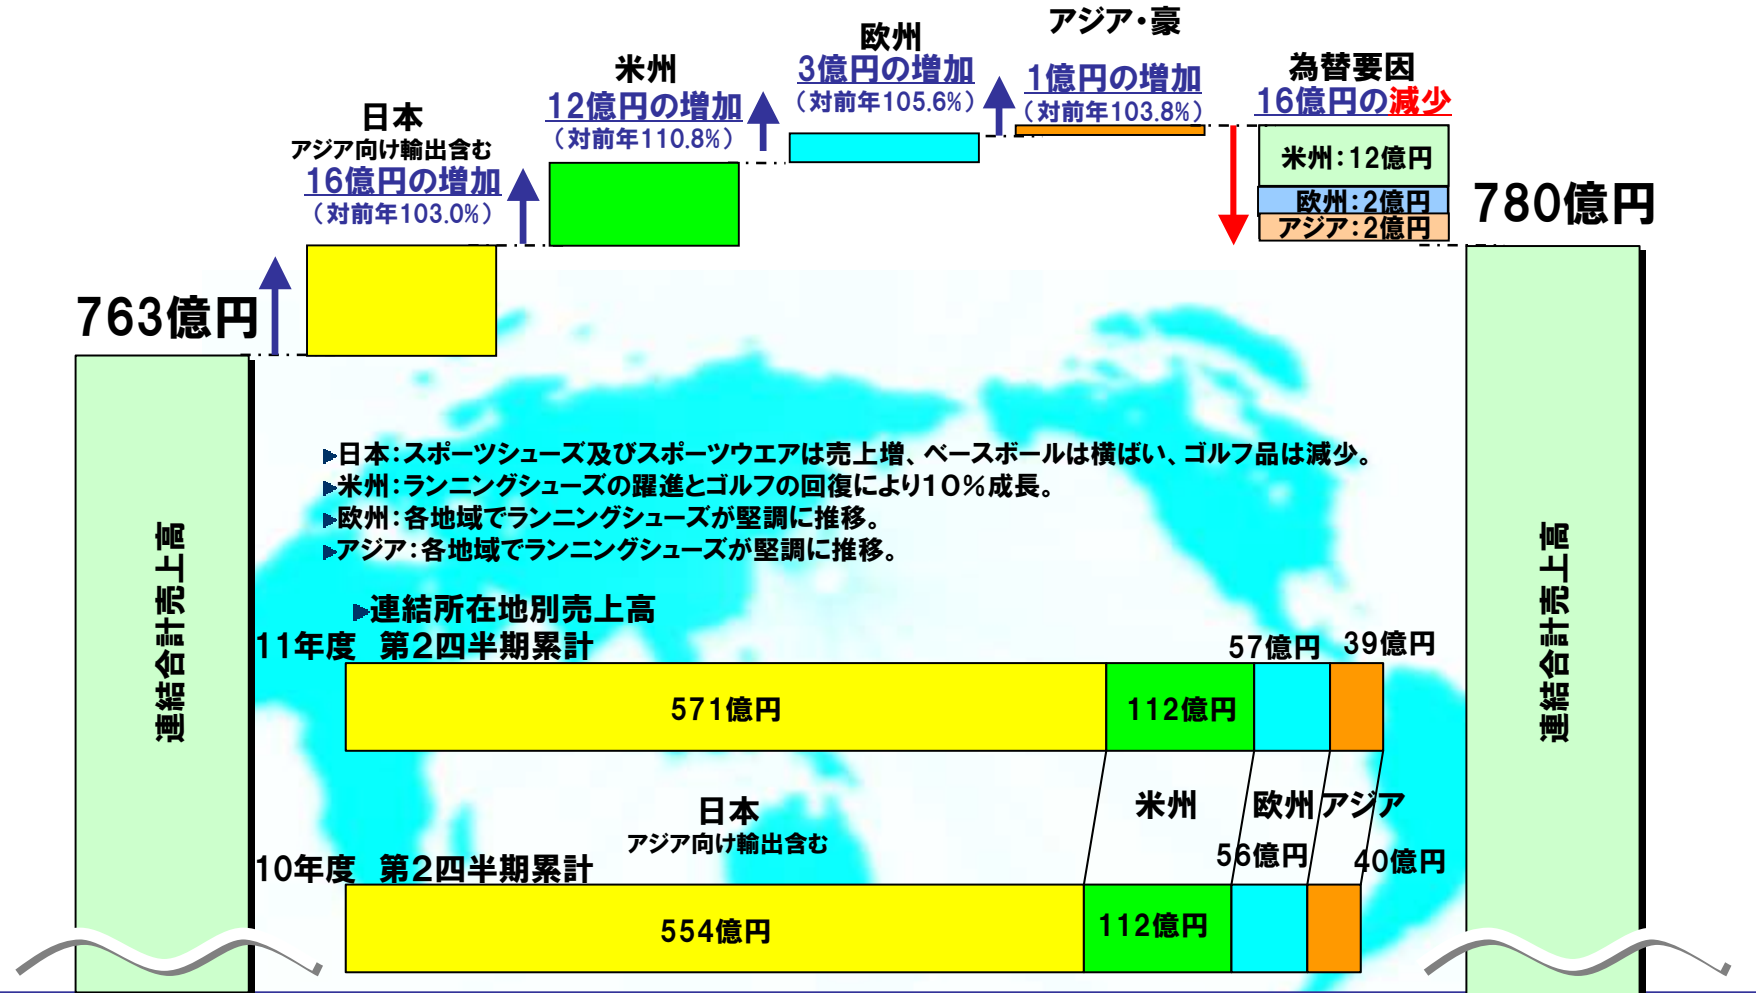 日本
アジア向け輸出含む
16億円の増加
（対前年103.0%）
米州
12億円の増加
（対前年110.8%）
欧州
3億円の増加
（対前年105.6%）
アジア・豪
1億円の増加
（対前年103.8%）
為替要因
16億円の減少
米州：12億円
欧州：2億円
アジア：2億円
763億円
780億円
連結合計売上高
連結合計売上高
▶日本：スポーツシューズ及びスポーツウエアは売上増、ベースボールは横ばい、ゴルフ品は減少。
▶米州：ランニングシューズの躍進とゴルフの回復により10％成長。
▶欧州：各地域でランニングシューズが堅調に推移。
▶アジア：各地域でランニングシューズが堅調に推移。
▶連結所在地別売上高
11年度　第2四半期累計
57億円
39億円
571億円
112億円
日本
アジア向け輸出含む
米州
欧州
アジア
10年度　第2四半期累計
56億円
40億円
554億円
112億円